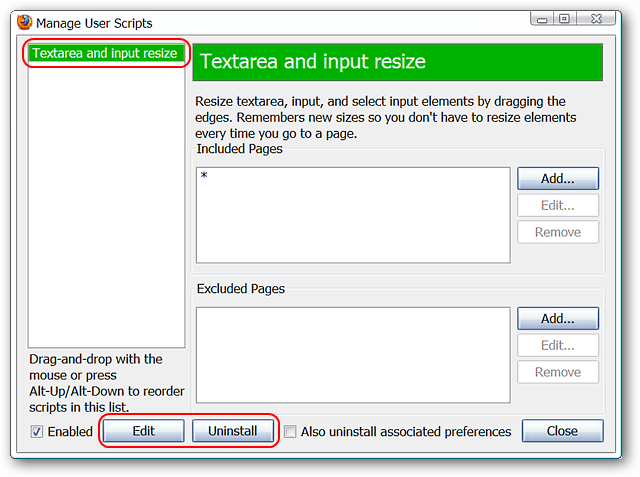 Manage User Scripts
Textarea and input resize
Textarea and input resize
Resize textarea, input, and select input elements by dragging the
edges. Remembers new sizes so you don't have to resize elements
every time you go to a page.
Included Pages
*
Add...
Edit...
Remove
Excluded Pages
Add...
Edit...
Remove
Drag-and-drop with the
mouse or press
Alt-Up/Alt-Down to reorder
scripts in this list.
Enabled
Edit
Uninstall
Also uninstall associated preferences
Close